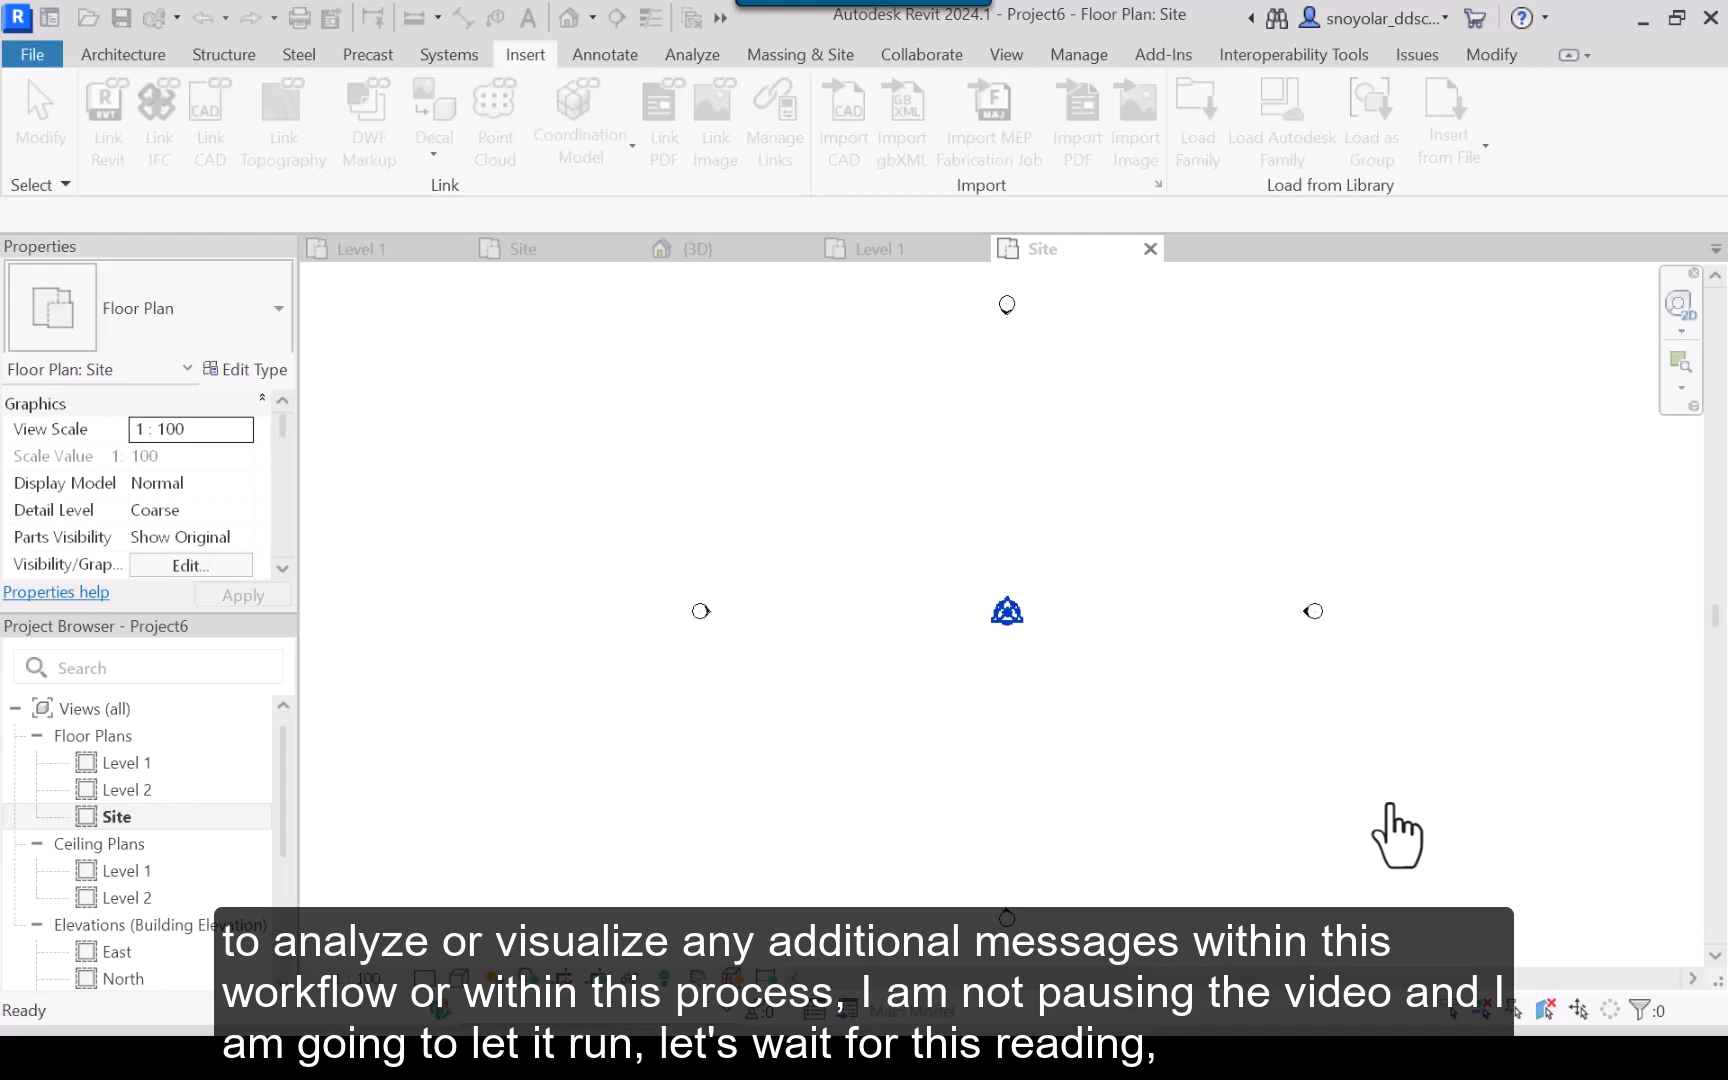 Autodesk Revit 2024.1 - Project6 - Floor Plan: Site
snoyolar_ddsc...
File
Architecture
Structure
Steel
Precast
Systems
Insert
Annotate
Analyze
Massing & Site
Collaborate
View
Manage
Add-Ins
Interoperability Tools
Issues
Modify
Modify
Link
Revit
Link
IFC
Link
CAD
Link
Topography
DWF
Markup
Decal
Point
Cloud
Coordination
Model
Link
PDF
Link
Image
Manage
Links
Import
CAD
Import
gbXML
Import MEP
Fabrication Job
Import
PDF
Import
Image
Load
Family
Load Autodesk
Family
Load as
Group
Insert
from File
Select
Link
Import
Load from Library
Properties
Level 1
Site
{3D}
Level 1
Site
Floor Plan
Floor Plan: Site
Edit Type
Graphics
View Scale 1 : 100
Scale Value 1: 100
Display Model Normal
Detail Level Coarse
Parts Visibility Show Original
Visibility/Grap... Edit...
Properties help
Apply
Project Browser - Project6
Search
Views (all)
Floor Plans
Level 1
Level 2
Site
Ceiling Plans
Level 1
Level 2
Elevations (Building Elevation)
East
North
2D
Ready
:0
Main Model
:0
to analyze or visualize any additional messages within this
workflow or within this process, I am not pausing the video and I
am going to let it run, let's wait for this reading,